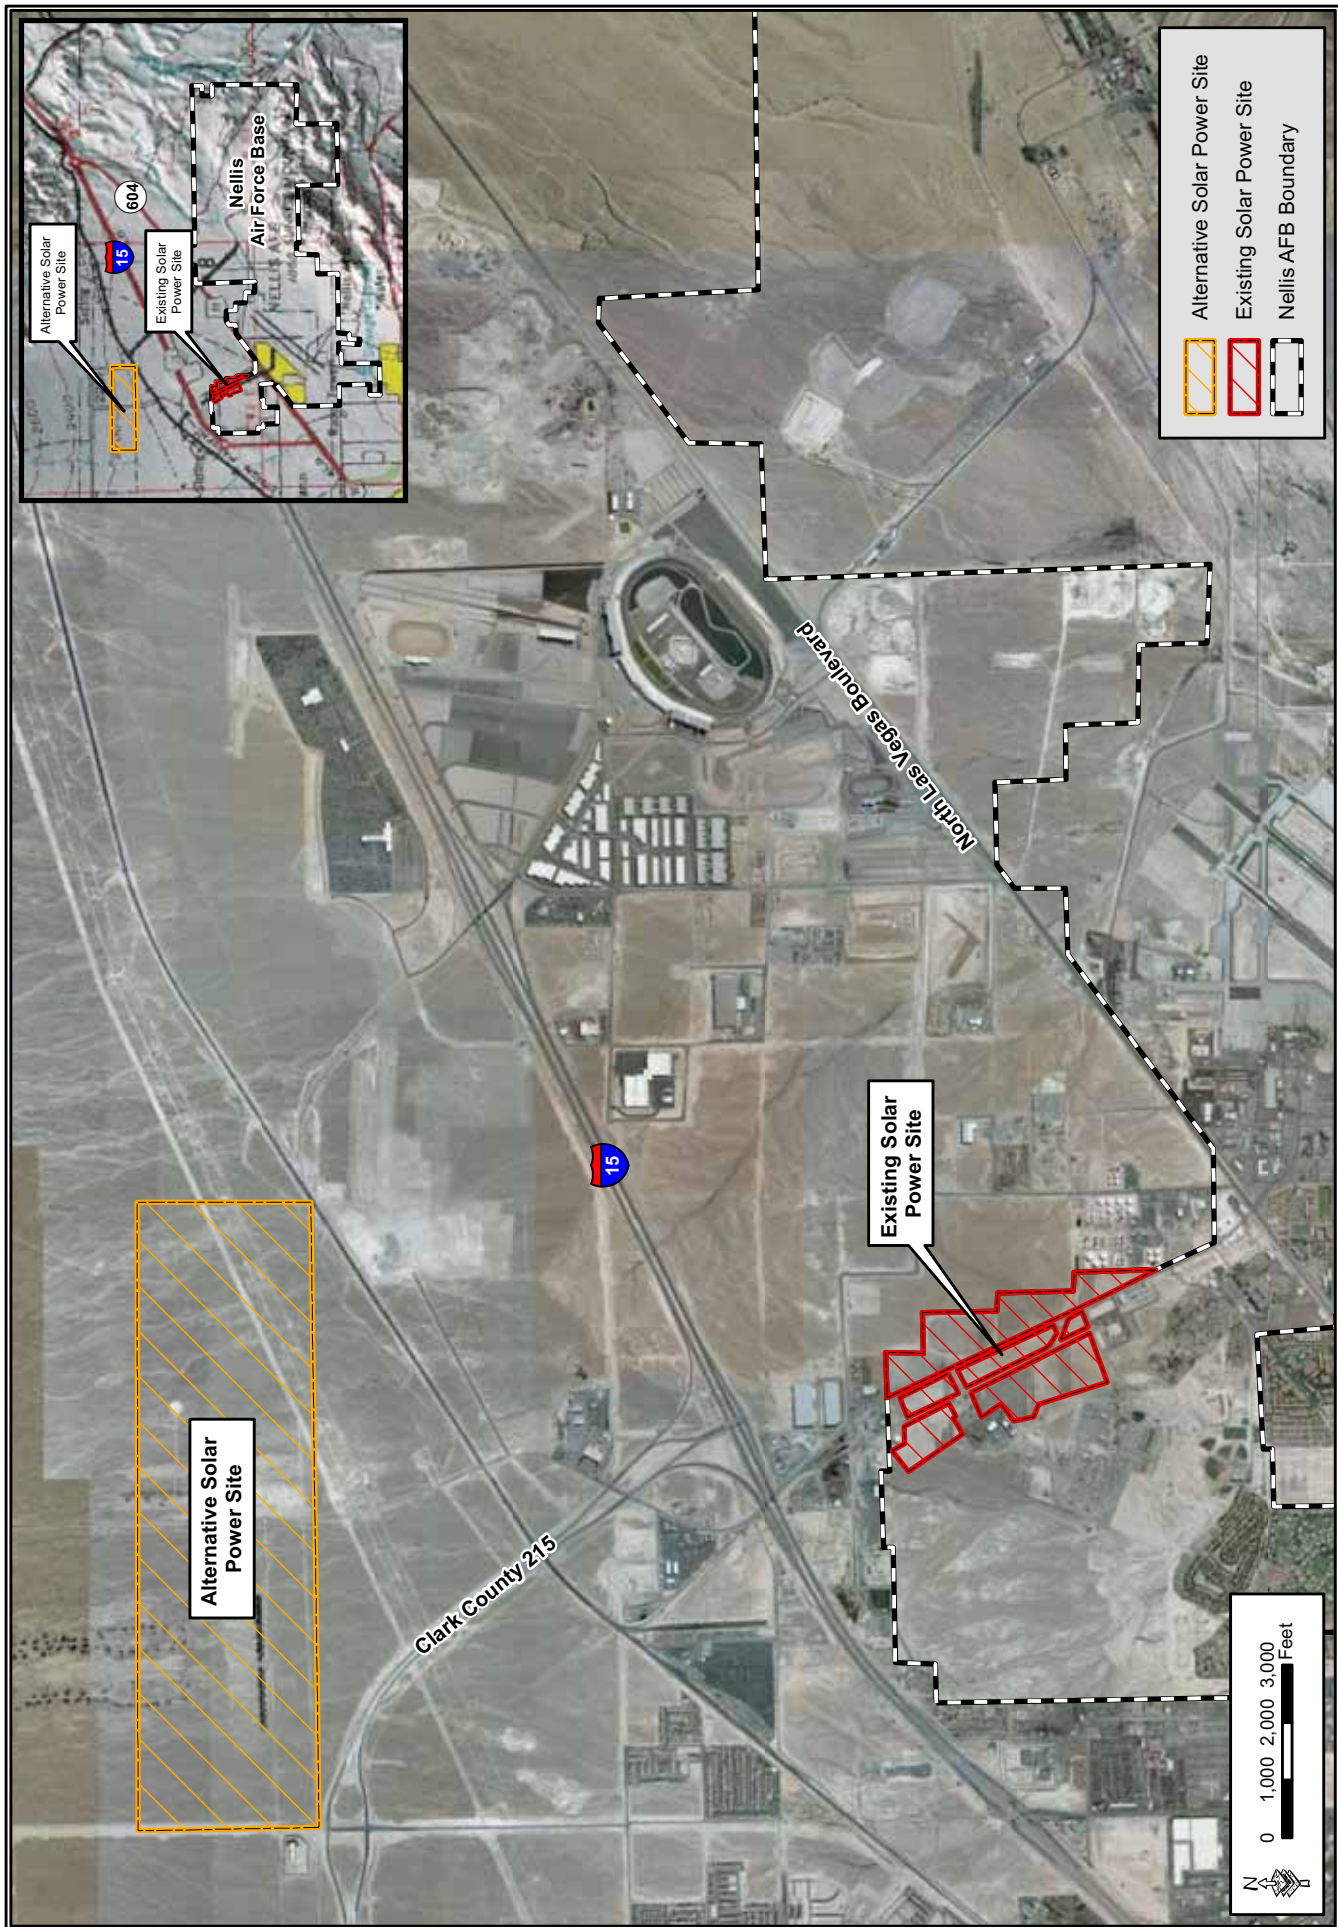 Alternative Solar
Power Site
15
604
Existing Solar
Power Site
Nellis
Air Force Base
Alternative Solar
Power Site
Clark County 215
15
North Las Vegas Boulevard
Existing Solar
Power Site
N
0 1,000 2,000 3,000
Feet
Alternative Solar Power Site
Existing Solar Power Site
Nellis AFB Boundary